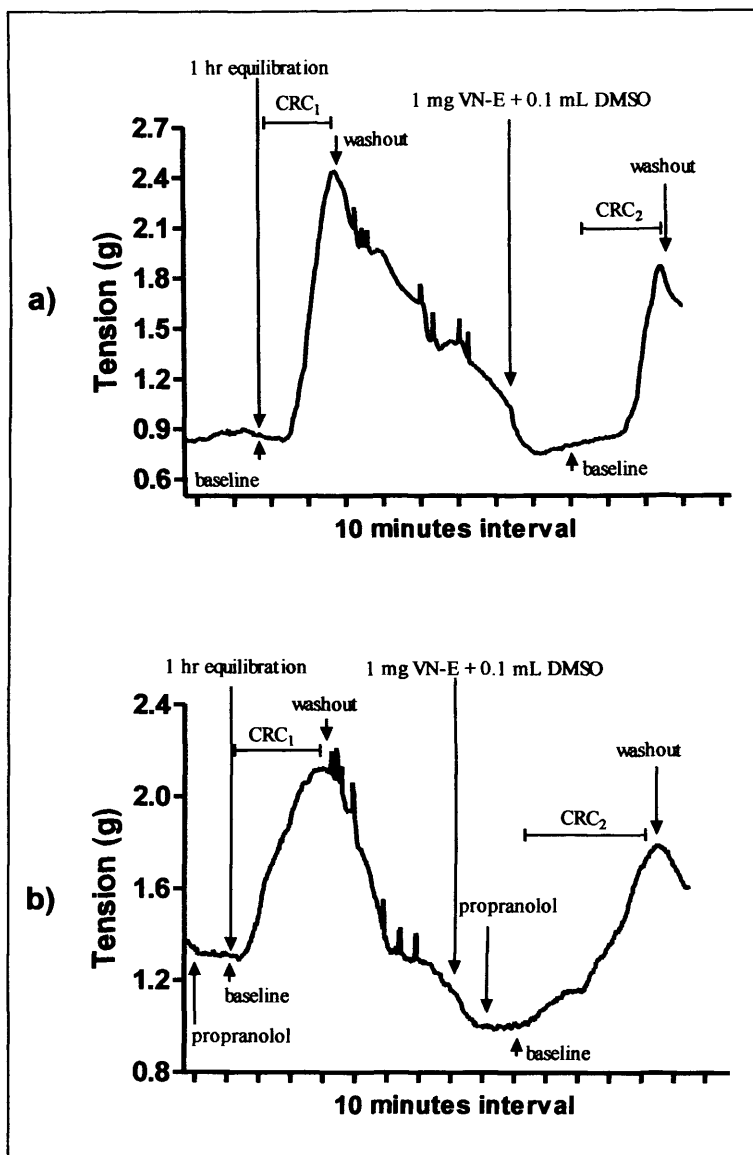 1 hr equilibration
CRC1
1 mg VN-E + 0.1 mL DMSO
washout
washout
CRC2
a)
Tension (g)
2.7
2.4
2.1
1.8
1.5
1.2
0.9
0.6
baseline
baseline
10 minutes interval
1 hr equilibration
1 mg VN-E + 0.1 mL DMSO
washout
CRC1
washout
CRC2
propranolol
b)
Tension (g)
2.4
2.0
1.6
1.2
0.8
baseline
propranolol
baseline
10 minutes interval